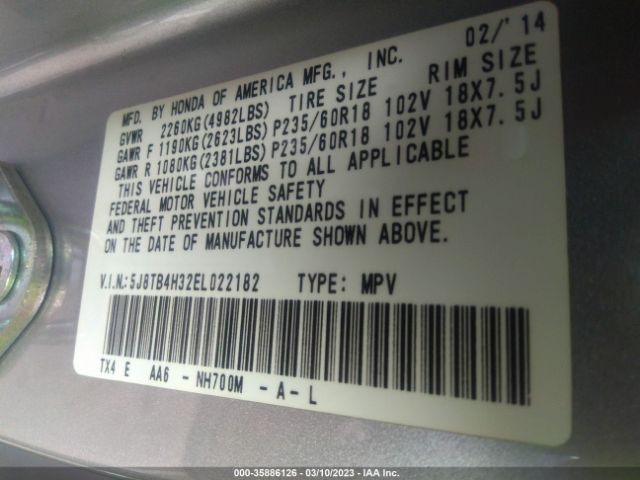 02/'14
MFD. BY HONDA OF AMERICA MFG., INC.
GVWR 2260KG(4982LBS) TIRE SIZE RIM SIZE
GAWR F 1190KG(2623LBS) P235/60R18 102V 18X7.5J
GAWR R 1080KG(2381LBS) P235/60R18 102V 18X7.5J
THIS VEHICLE CONFORMS TO ALL APPLICABLE
FEDERAL MOTOR VEHICLE SAFETY
AND THEFT PREVENTION STANDARDS IN EFFECT
ON THE DATE OF MANUFACTURE SHOWN ABOVE.
V.I.N.:5J8TB4H32EL022182 TYPE: MPV
TX4 E AA6 - NH700M - A - L
000-35886126 - 03/10/2023 - IAA Inc.